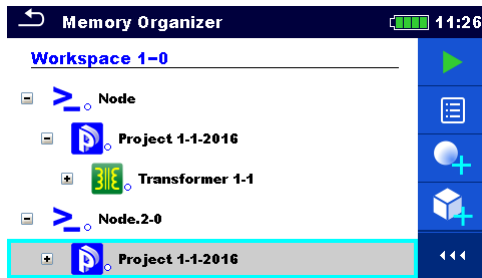 Memory Organizer 11:26
Workspace 1-0
Node
Project 1-1-2016
Transformer 1-1
Node.2-0
Project 1-1-2016